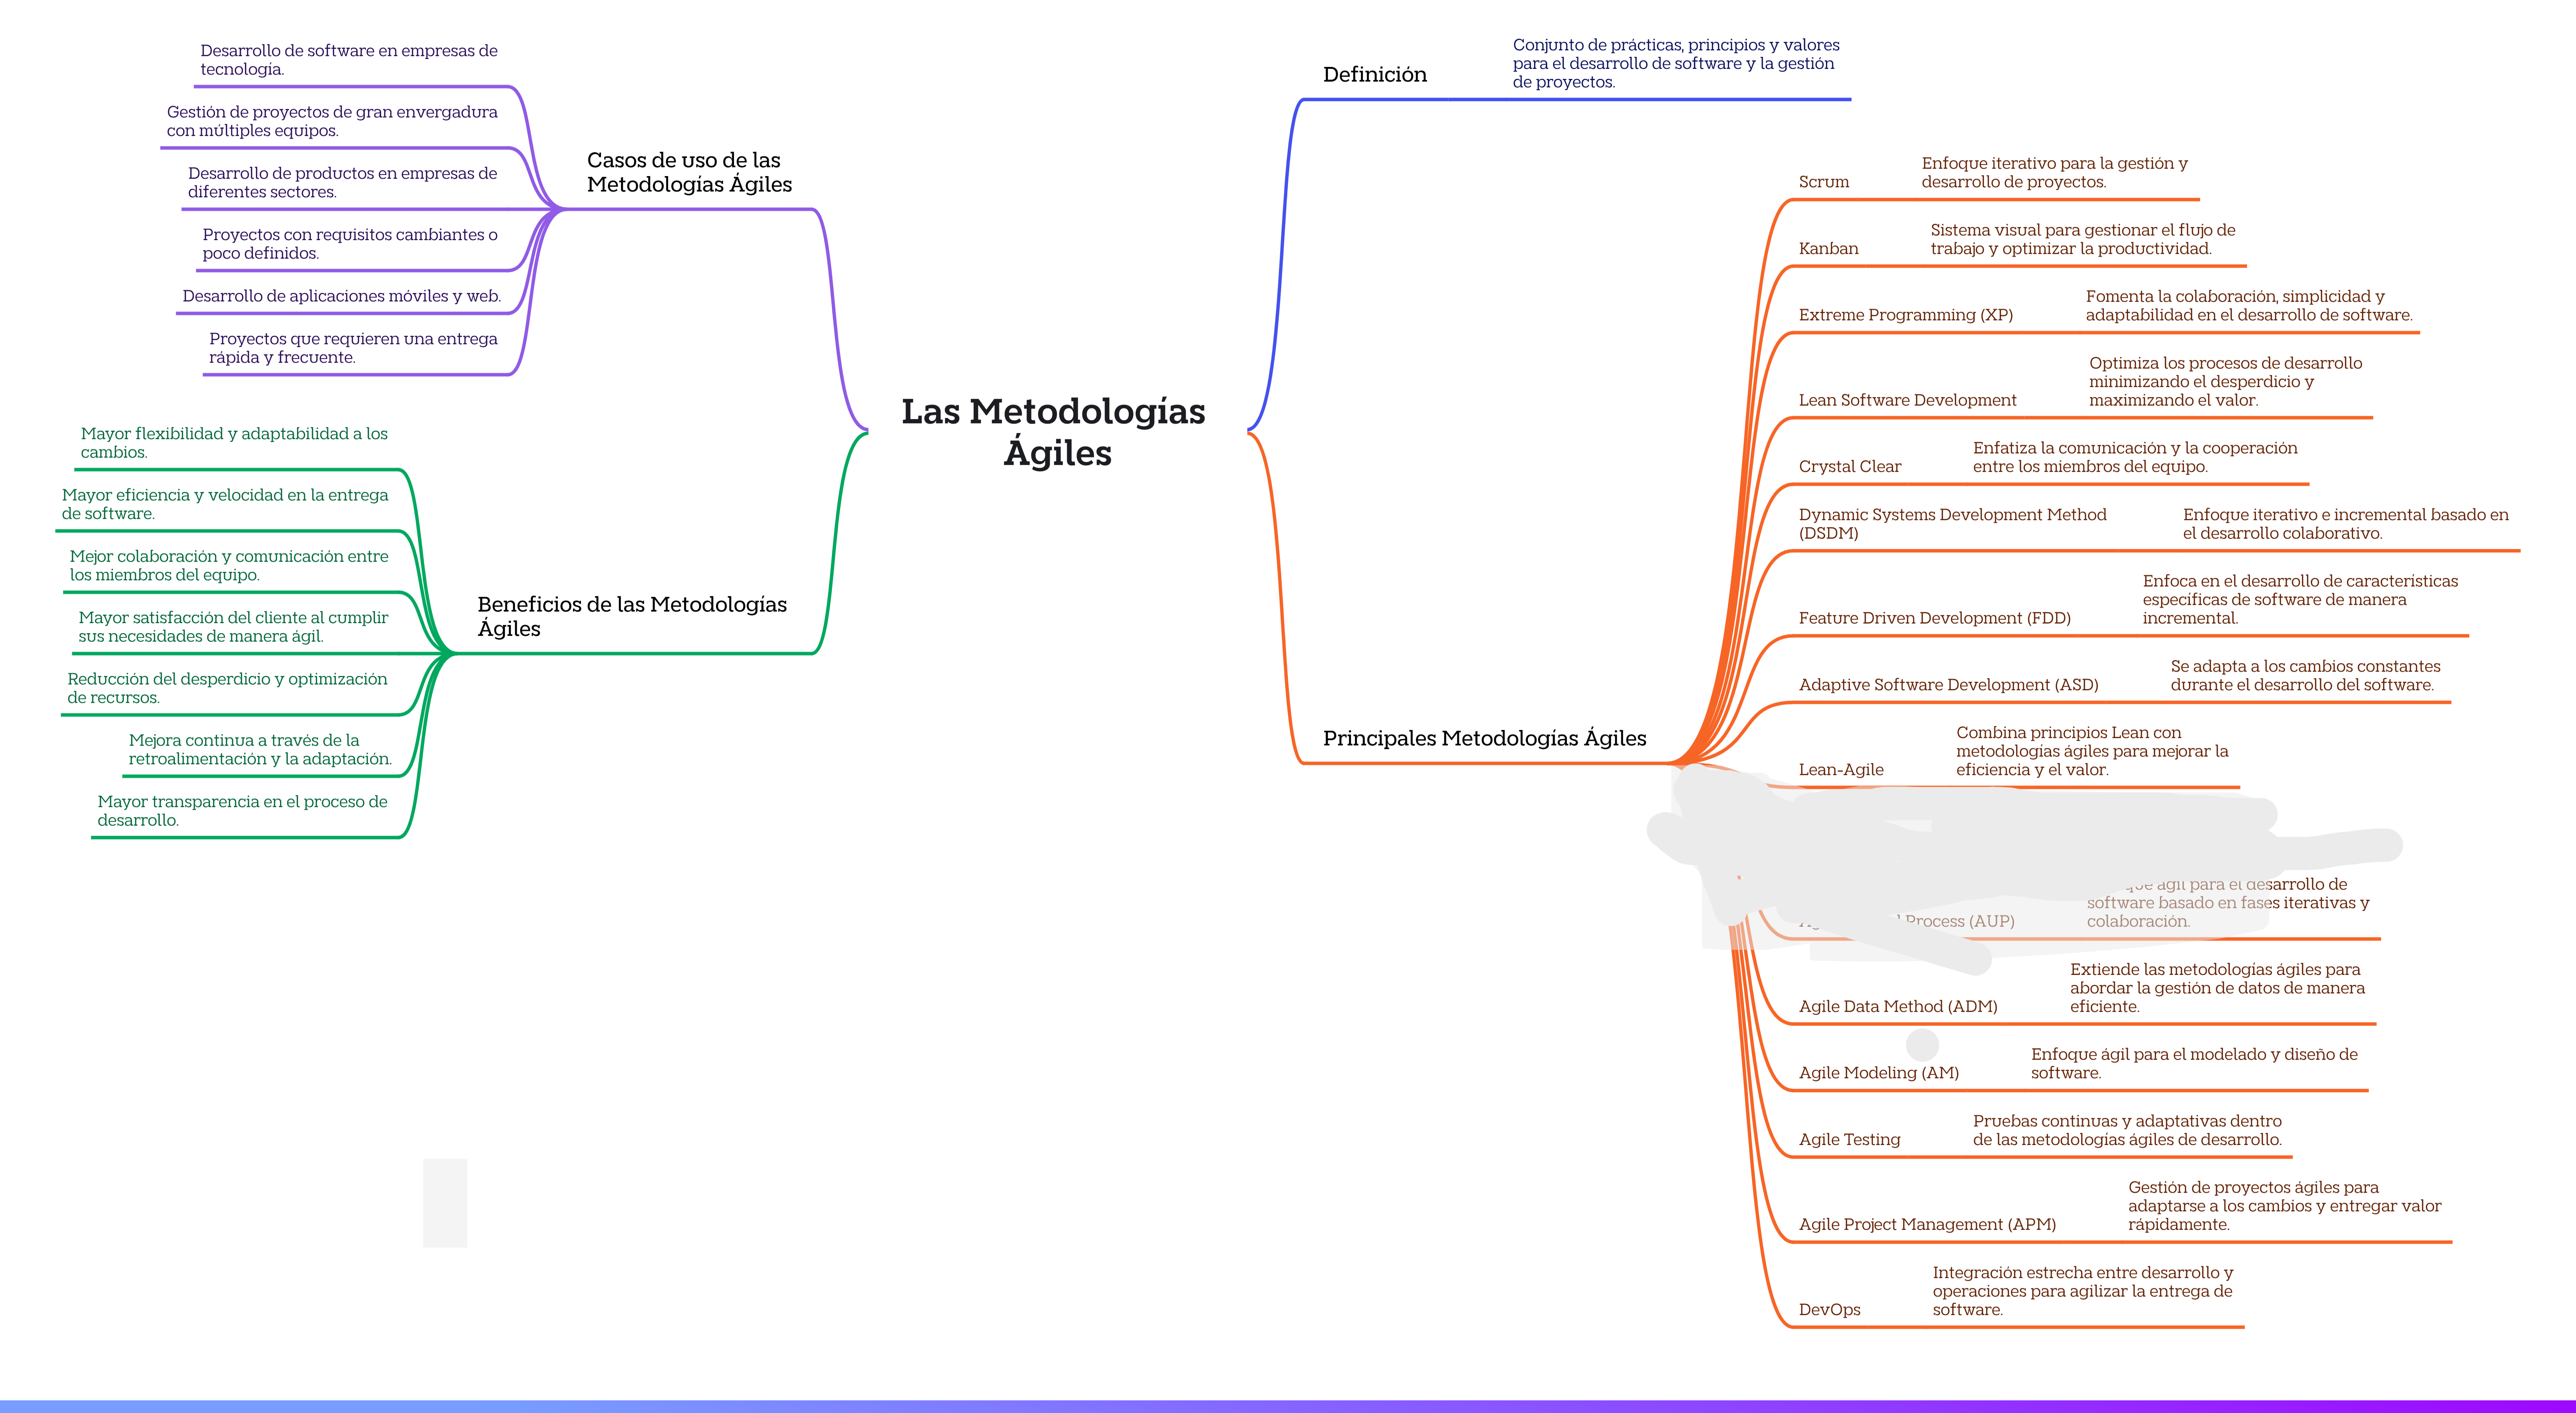 Las Metodologías
Ágiles
Definición
Conjunto de prácticas, principios y valores
para el desarrollo de software y la gestión
de proyectos.
Principales Metodologías Ágiles
Scrum
Enfoque iterativo para la gestión y
desarrollo de proyectos.
Kanban
Sistema visual para gestionar el flujo de
trabajo y optimizar la productividad.
Extreme Programming (XP)
Fomenta la colaboración, simplicidad y
adaptabilidad en el desarrollo de software.
Lean Software Development
Optimiza los procesos de desarrollo
minimizando el desperdicio y
maximizando el valor.
Crystal Clear
Enfatiza la comunicación y la cooperación
entre los miembros del equipo.
Dynamic Systems Development Method
(DSDM)
Enfoque iterativo e incremental basado en
el desarrollo colaborativo.
Feature Driven Development (FDD)
Enfoca en el desarrollo de características
específicas de software de manera
incremental.
Adaptive Software Development (ASD)
Se adapta a los cambios constantes
durante el desarrollo del software.
Lean-Agile
Combina principios Lean con
metodologías ágiles para mejorar la
eficiencia y el valor.
Process (AUP)
ágil para el desarrollo de
software basado en fases iterativas y
colaboración.
Agile Data Method (ADM)
Extiende las metodologías ágiles para
abordar la gestión de datos de manera
eficiente.
Agile Modeling (AM)
Enfoque ágil para el modelado y diseño de
software.
Agile Testing
Pruebas continuas y adaptativas dentro
de las metodologías ágiles de desarrollo.
Agile Project Management (APM)
Gestión de proyectos ágiles para
adaptarse a los cambios y entregar valor
rápidamente.
DevOps
Integración estrecha entre desarrollo y
operaciones para agilizar la entrega de
software.
Casos de uso de las
Metodologías Ágiles
Desarrollo de software en empresas de
tecnología.
Gestión de proyectos de gran envergadura
con múltiples equipos.
Desarrollo de productos en empresas de
diferentes sectores.
Proyectos con requisitos cambiantes o
poco definidos.
Desarrollo de aplicaciones móviles y web.
Proyectos que requieren una entrega
rápida y frecuente.
Beneficios de las Metodologías
Ágiles
Mayor flexibilidad y adaptabilidad a los
cambios.
Mayor eficiencia y velocidad en la entrega
de software.
Mejor colaboración y comunicación entre
los miembros del equipo.
Mayor satisfacción del cliente al cumplir
sus necesidades de manera ágil.
Reducción del desperdicio y optimización
de recursos.
Mejora continua a través de la
retroalimentación y la adaptación.
Mayor transparencia en el proceso de
desarrollo.